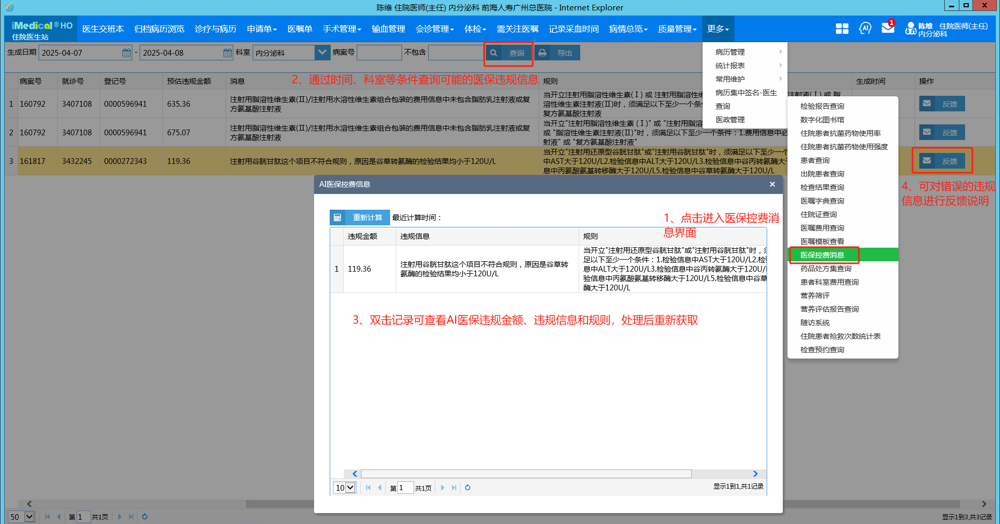 陈维 住院医师(主任) 内分泌科 前海人寿广州总医院 - Internet Explorer
iMedical®HO
住院医生站
医生交班本 归档病历浏览 诊疗与病历 申请单 医嘱单 手术管理 输血管理 会诊管理 体检 需关注医嘱 记录采血时间 病情总览 质量管理 更多
AI
1
陈维 住院医师(主任)
内分泌科
生成日期 2025-04-07 - 2025-04-08 科室 内分泌科 病案号 不包含 查询 导出
2、通过时间、科室等条件查询可能的医保违规信息
病案号 就诊号 登记号 预估违规金额 消息 规则 生成时间 操作
1 160792 3407108 0000596941 635.36
注射用脂溶性维生素(II)/注射用水溶性维生素组合包装的费用信息中未包含脂肪乳注射液或复
方氨基酸注射液
当开立注射用脂溶性维生素(Ⅰ) 或 注射用脂溶性维
溶性维生素注射液(II)时，须满足以下至少一个条件
复方氨基酸注射液
注射液(Ⅰ) 或 脂
反馈
2 160792 3407108 0000596941 675.07
注射用脂溶性维生素(II)/注射用水溶性维生素组合包装的费用信息中未包含脂肪乳注射液或复
方氨基酸注射液
当开立"注射用脂溶性维生素 (Ⅰ)" 或 "注射用脂溶
或 "脂溶性维生素注射液(II)"时，须满足以下至少一个条件：1.费用信息中必
射液" 或 "复方氨基酸注射液"
反馈
3 161817 3432245 0000272343 119.36
注射用谷胱甘肽这个项目不符合规则，原因是谷草转氨酶的检验结果均小于120U/L
当开立"注射用还原型谷胱甘肽"或"注射用谷胱甘肽"时，须满足以下至少一个
中AST大于120U/L2.检验信息中ALT大于120U/L3.检验信息中谷丙转氨酶大于
息中丙氨酸氨基转移酶大于120U/L5.检验信息中谷草转氨酶大于120U/L
反馈
4、可对错误的违规
信息进行反馈说明
病历管理
统计报表
常用维护
病历集中签名-医生
查询
医政管理
检验报告查询
数字化图书馆
住院患者抗菌药物使用率
住院患者抗菌药物使用强度
患者查询
出院患者查询
检查结果查询
医嘱字典查询
住院证查询
医嘱费用查询
医嘱模板查看
医保控费消息
药品处方集查询
患者科室费用查询
营养筛评
营养评估报告查询
随访系统
住院患者抢救次数统计表
检查预约查询
AI医保控费信息
重新计算 最近计算时间：
1、点击进入医保控费消
息界面
违规金额 违规信息 规则
1 119.36
注射用谷胱甘肽这个项目不符合规则，原因是谷草转
氨酶的检验结果均小于120U/L
当开立"注射用还原型谷胱甘肽"或"注射用谷胱甘肽"时，须
足以下至少一个条件：1.检验信息中AST大于120U/L2.检验
息中ALT大于120U/L3.检验信息中谷丙转氨酶大于120U/
验信息中丙氨酸氨基转移酶大于120U/L5.检验信息中谷草
酶大于120U/L
3、双击记录可查看AI医保违规金额、违规信息和规则，处理后重新获取
10 第 1 共1页 显示1到1,共1记录
50 第 1 共1页 显示1到3,共3记录